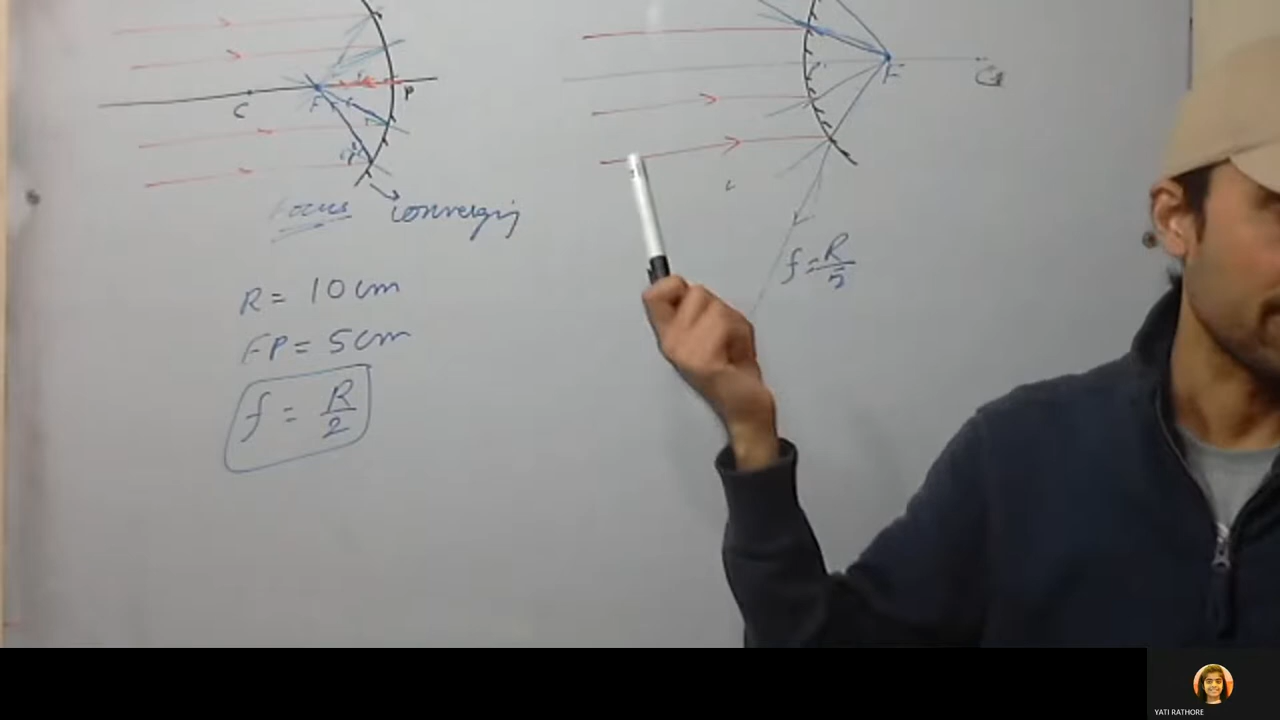 C
F
P
Focus
converging
R = 10 cm
FP = 5 cm
f = R/2
F
C
f = R/2
YATI RATHORE